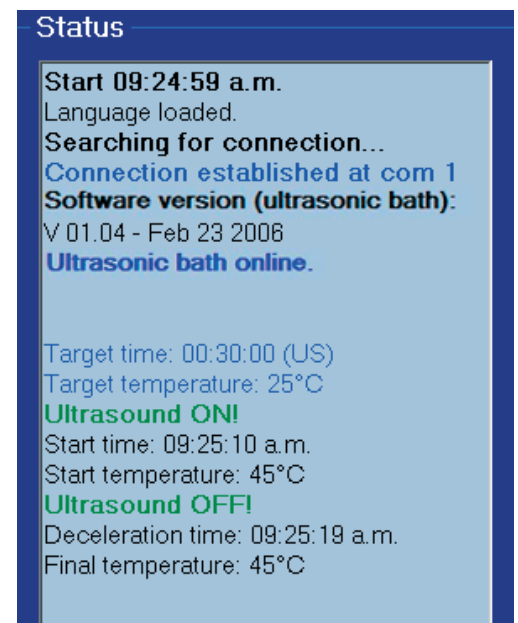 Status
Start 09:24:59 a.m.
Language loaded.
Searching for connection...
Connection established at com 1
Software version (ultrasonic bath):
V 01.04 - Feb 23 2006
Ultrasonic bath online.
Target time: 00:30:00 (US)
Target temperature: 25°C
Ultrasound ON!
Start time: 09:25:10 a.m.
Start temperature: 45°C
Ultrasound OFF!
Deceleration time: 09:25:19 a.m.
Final temperature: 45°C